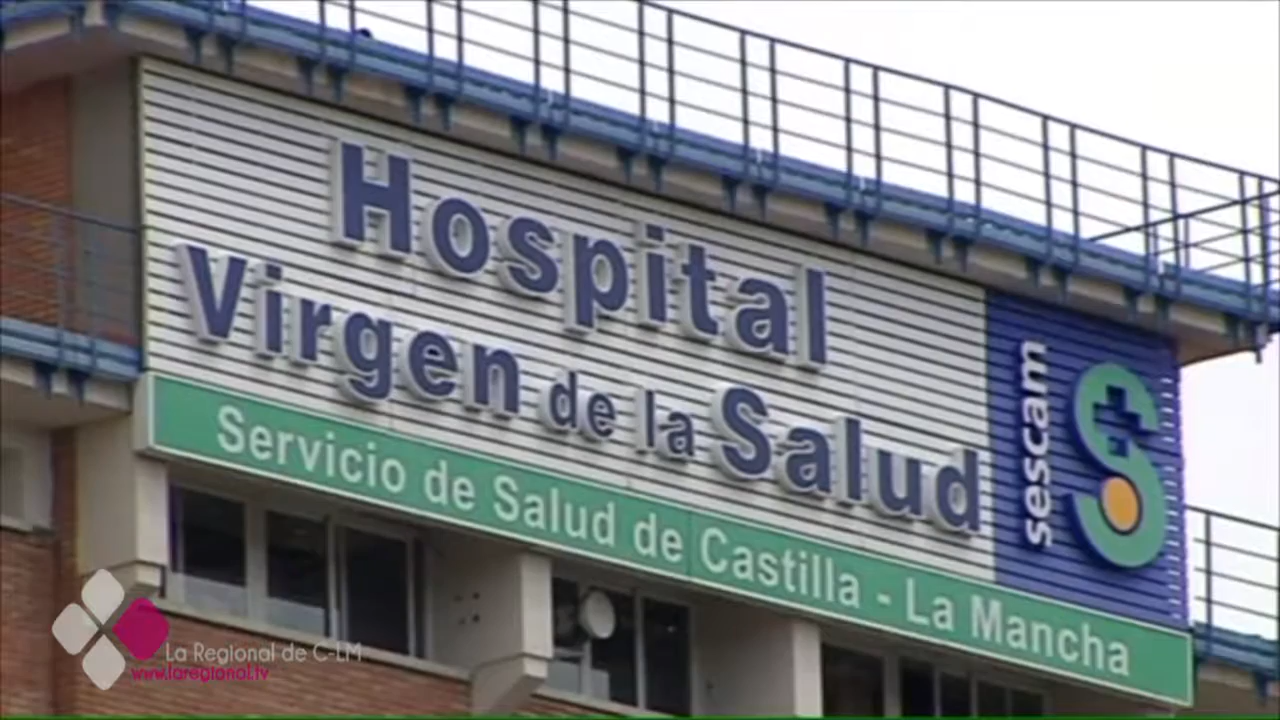 Hospital
Virgen de la Salud
sescam
Servicio de Salud de Castilla - La Mancha
La Regional de C-LM
www.laregional.tv